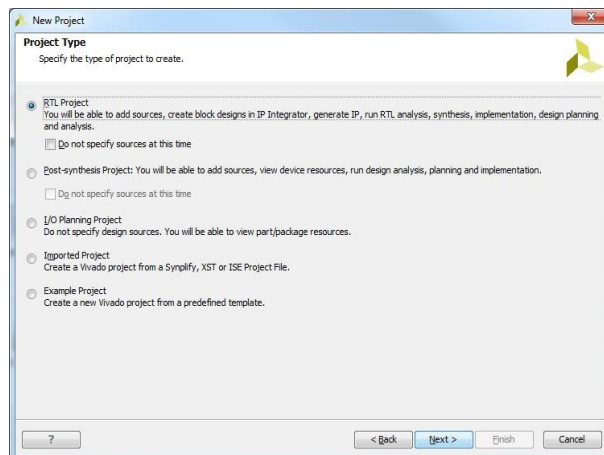 New Project
Project Type
Specify the type of project to create.
RTL Project
You will be able to add sources, create block designs in IP Integrator, generate IP, run RTL analysis, synthesis, implementation, design planning
and analysis.
Do not specify sources at this time
Post-synthesis Project: You will be able to add sources, view device resources, run design analysis, planning and implementation.
Do not specify sources at this time
I/O Planning Project
Do not specify design sources. You will be able to view part/package resources.
Imported Project
Create a Vivado project from a Synplify, XST or ISE Project File.
Example Project
Create a new Vivado project from a predefined template.
? < Back Next > Finish Cancel